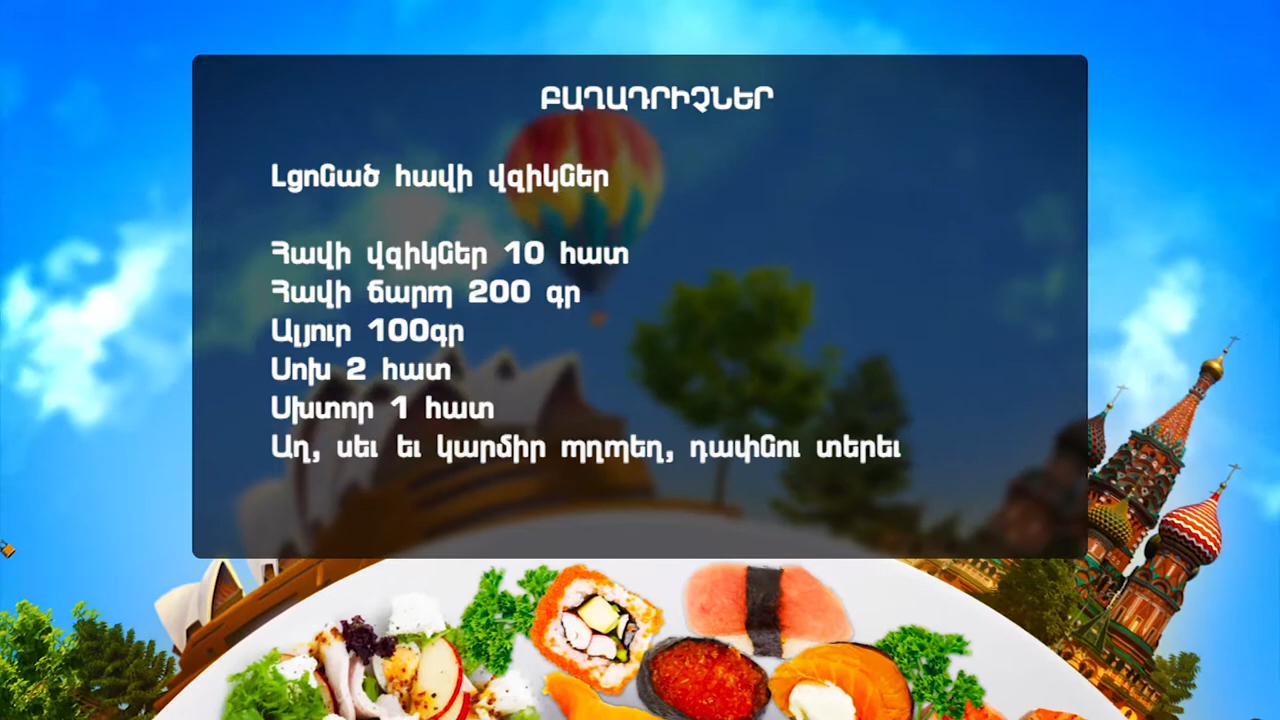 ԲԱՂԱԴՐԻՉՆԵՐ
Լցոնած հավի վզիկներ
Հավի վզիկներ 10 հատ
Հավի ճարպ 200 գր
Ալյուր 100գր
Սոխ 2 հատ
Սխտոր 1 հատ
Աղ, սեւ եւ կարմիր պղպեղ, դափնու տերեւ